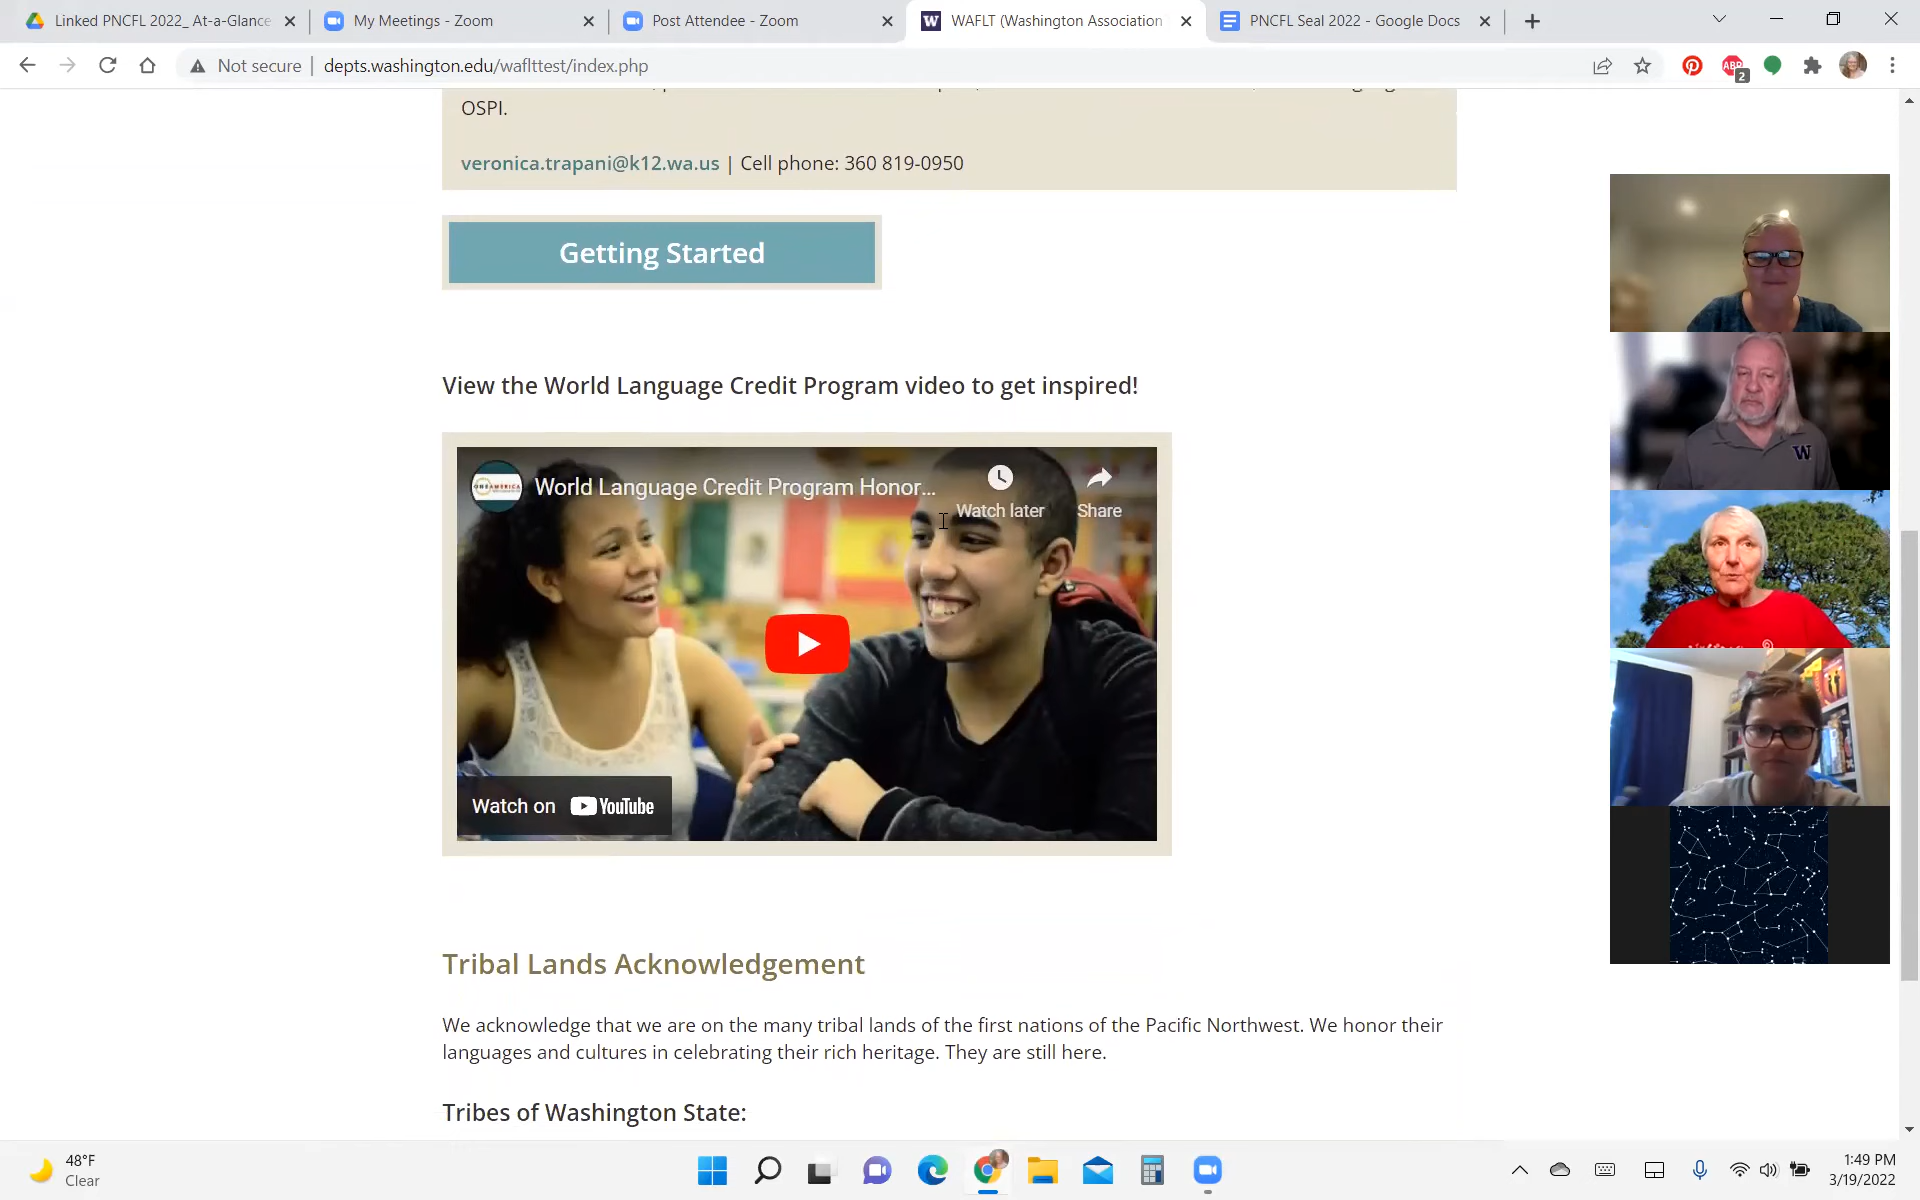 Linked PNCFL 2022_ At-a-Glance
My Meetings - Zoom
Post Attendee - Zoom
WAFLT (Washington Association
PNCFL Seal 2022 - Google Docs
Not secure
depts.washington.edu/waflttest/index.php
ABP
2
OSPI.
veronica.trapani@k12.wa.us | Cell phone: 360 819-0950
Getting Started
View the World Language Credit Program video to get inspired!
ONEAMERICA
World Language Credit Program Honor...
Watch later
Share
Watch on YouTube
W
Tribal Lands Acknowledgement
We acknowledge that we are on the many tribal lands of the first nations of the Pacific Northwest. We honor their
languages and cultures in celebrating their rich heritage. They are still here.
Tribes of Washington State:
48°F
Clear
1:49 PM
3/19/2022